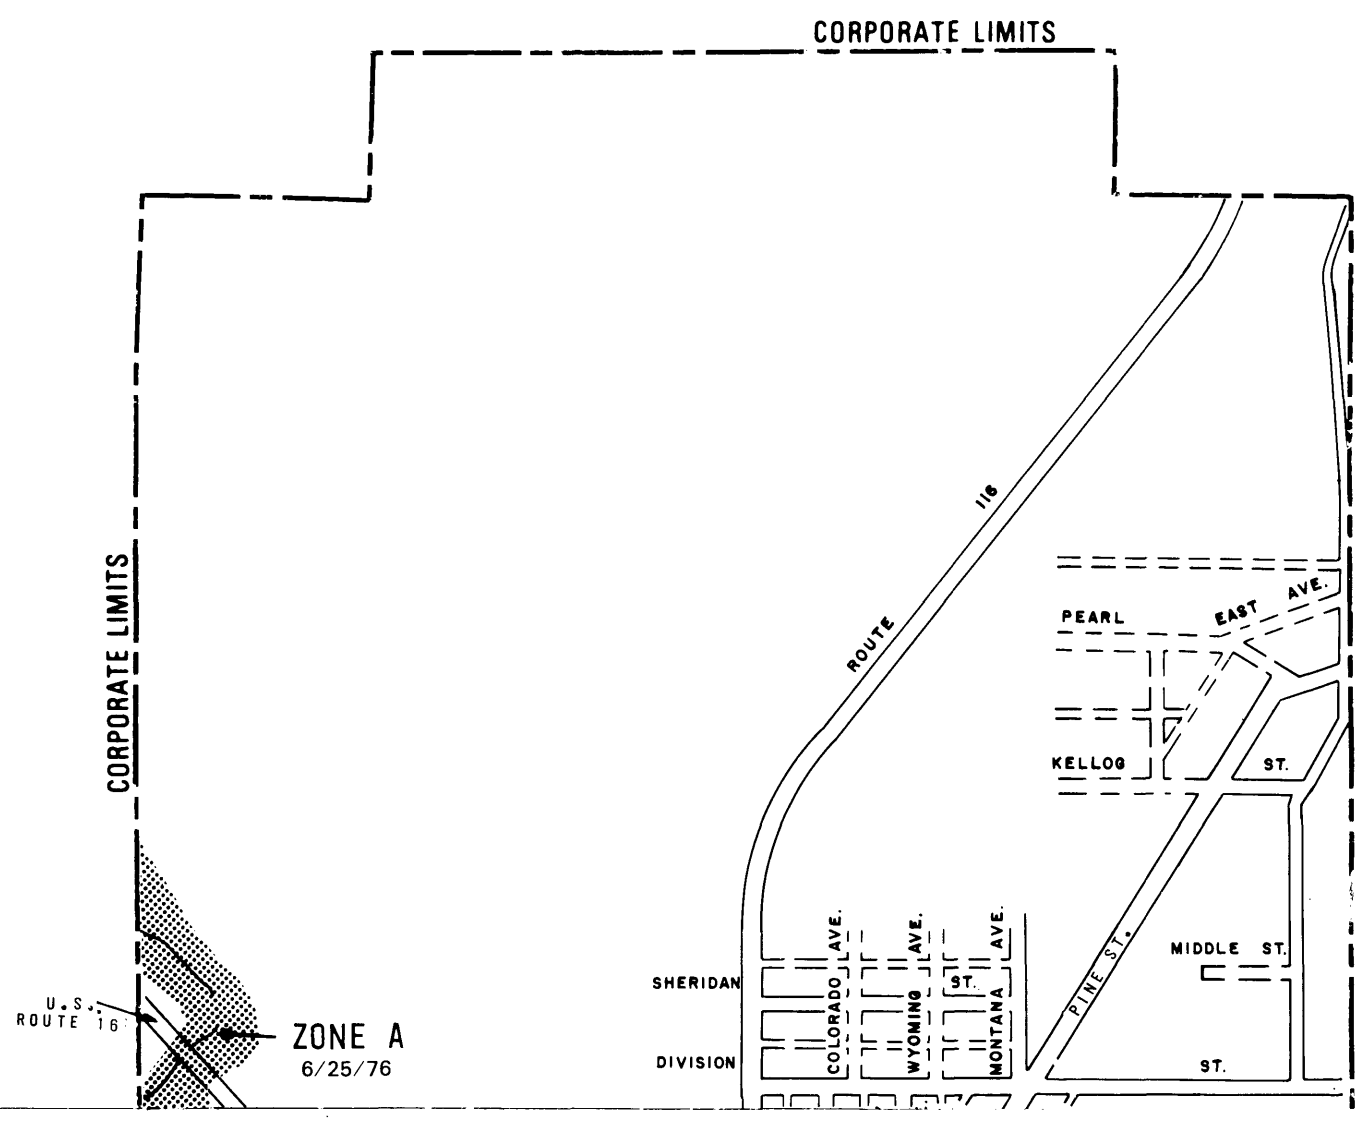 CORPORATE LIMITS
CORPORATE LIMITS
ROUTE 116
PEARL
EAST AVE.
KELLOG ST.
PINE ST.
MIDDLE ST.
COLORADO AVE.
WYOMING AVE.
MONTANA AVE.
SHERIDAN ST.
DIVISION ST.
U.S.
ROUTE 16
ZONE A
6/25/76